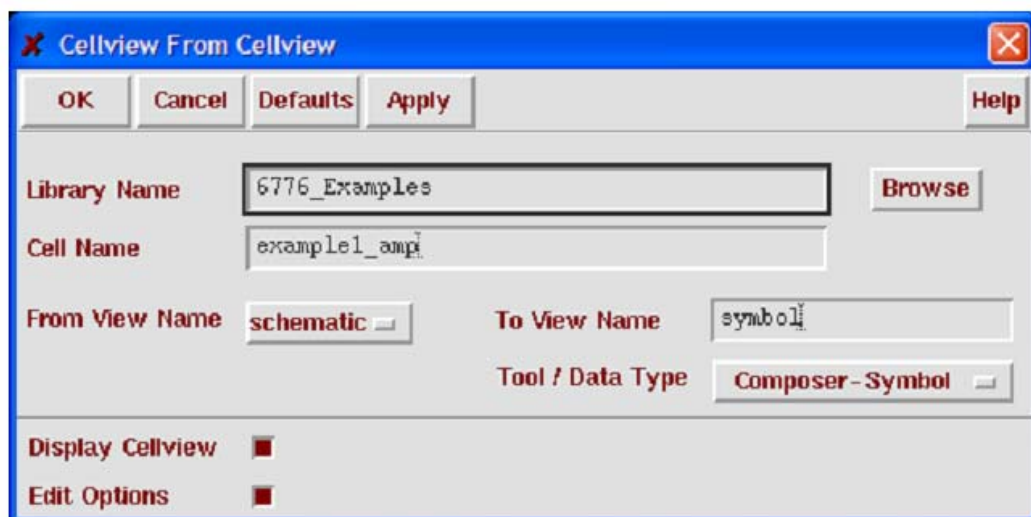 Cellview From Cellview
OK Cancel Defaults Apply Help
Library Name 6776_Examples Browse
Cell Name example1_amp
From View Name schematic To View Name symbol
Tool / Data Type Composer-Symbol
Display Cellview
Edit Options